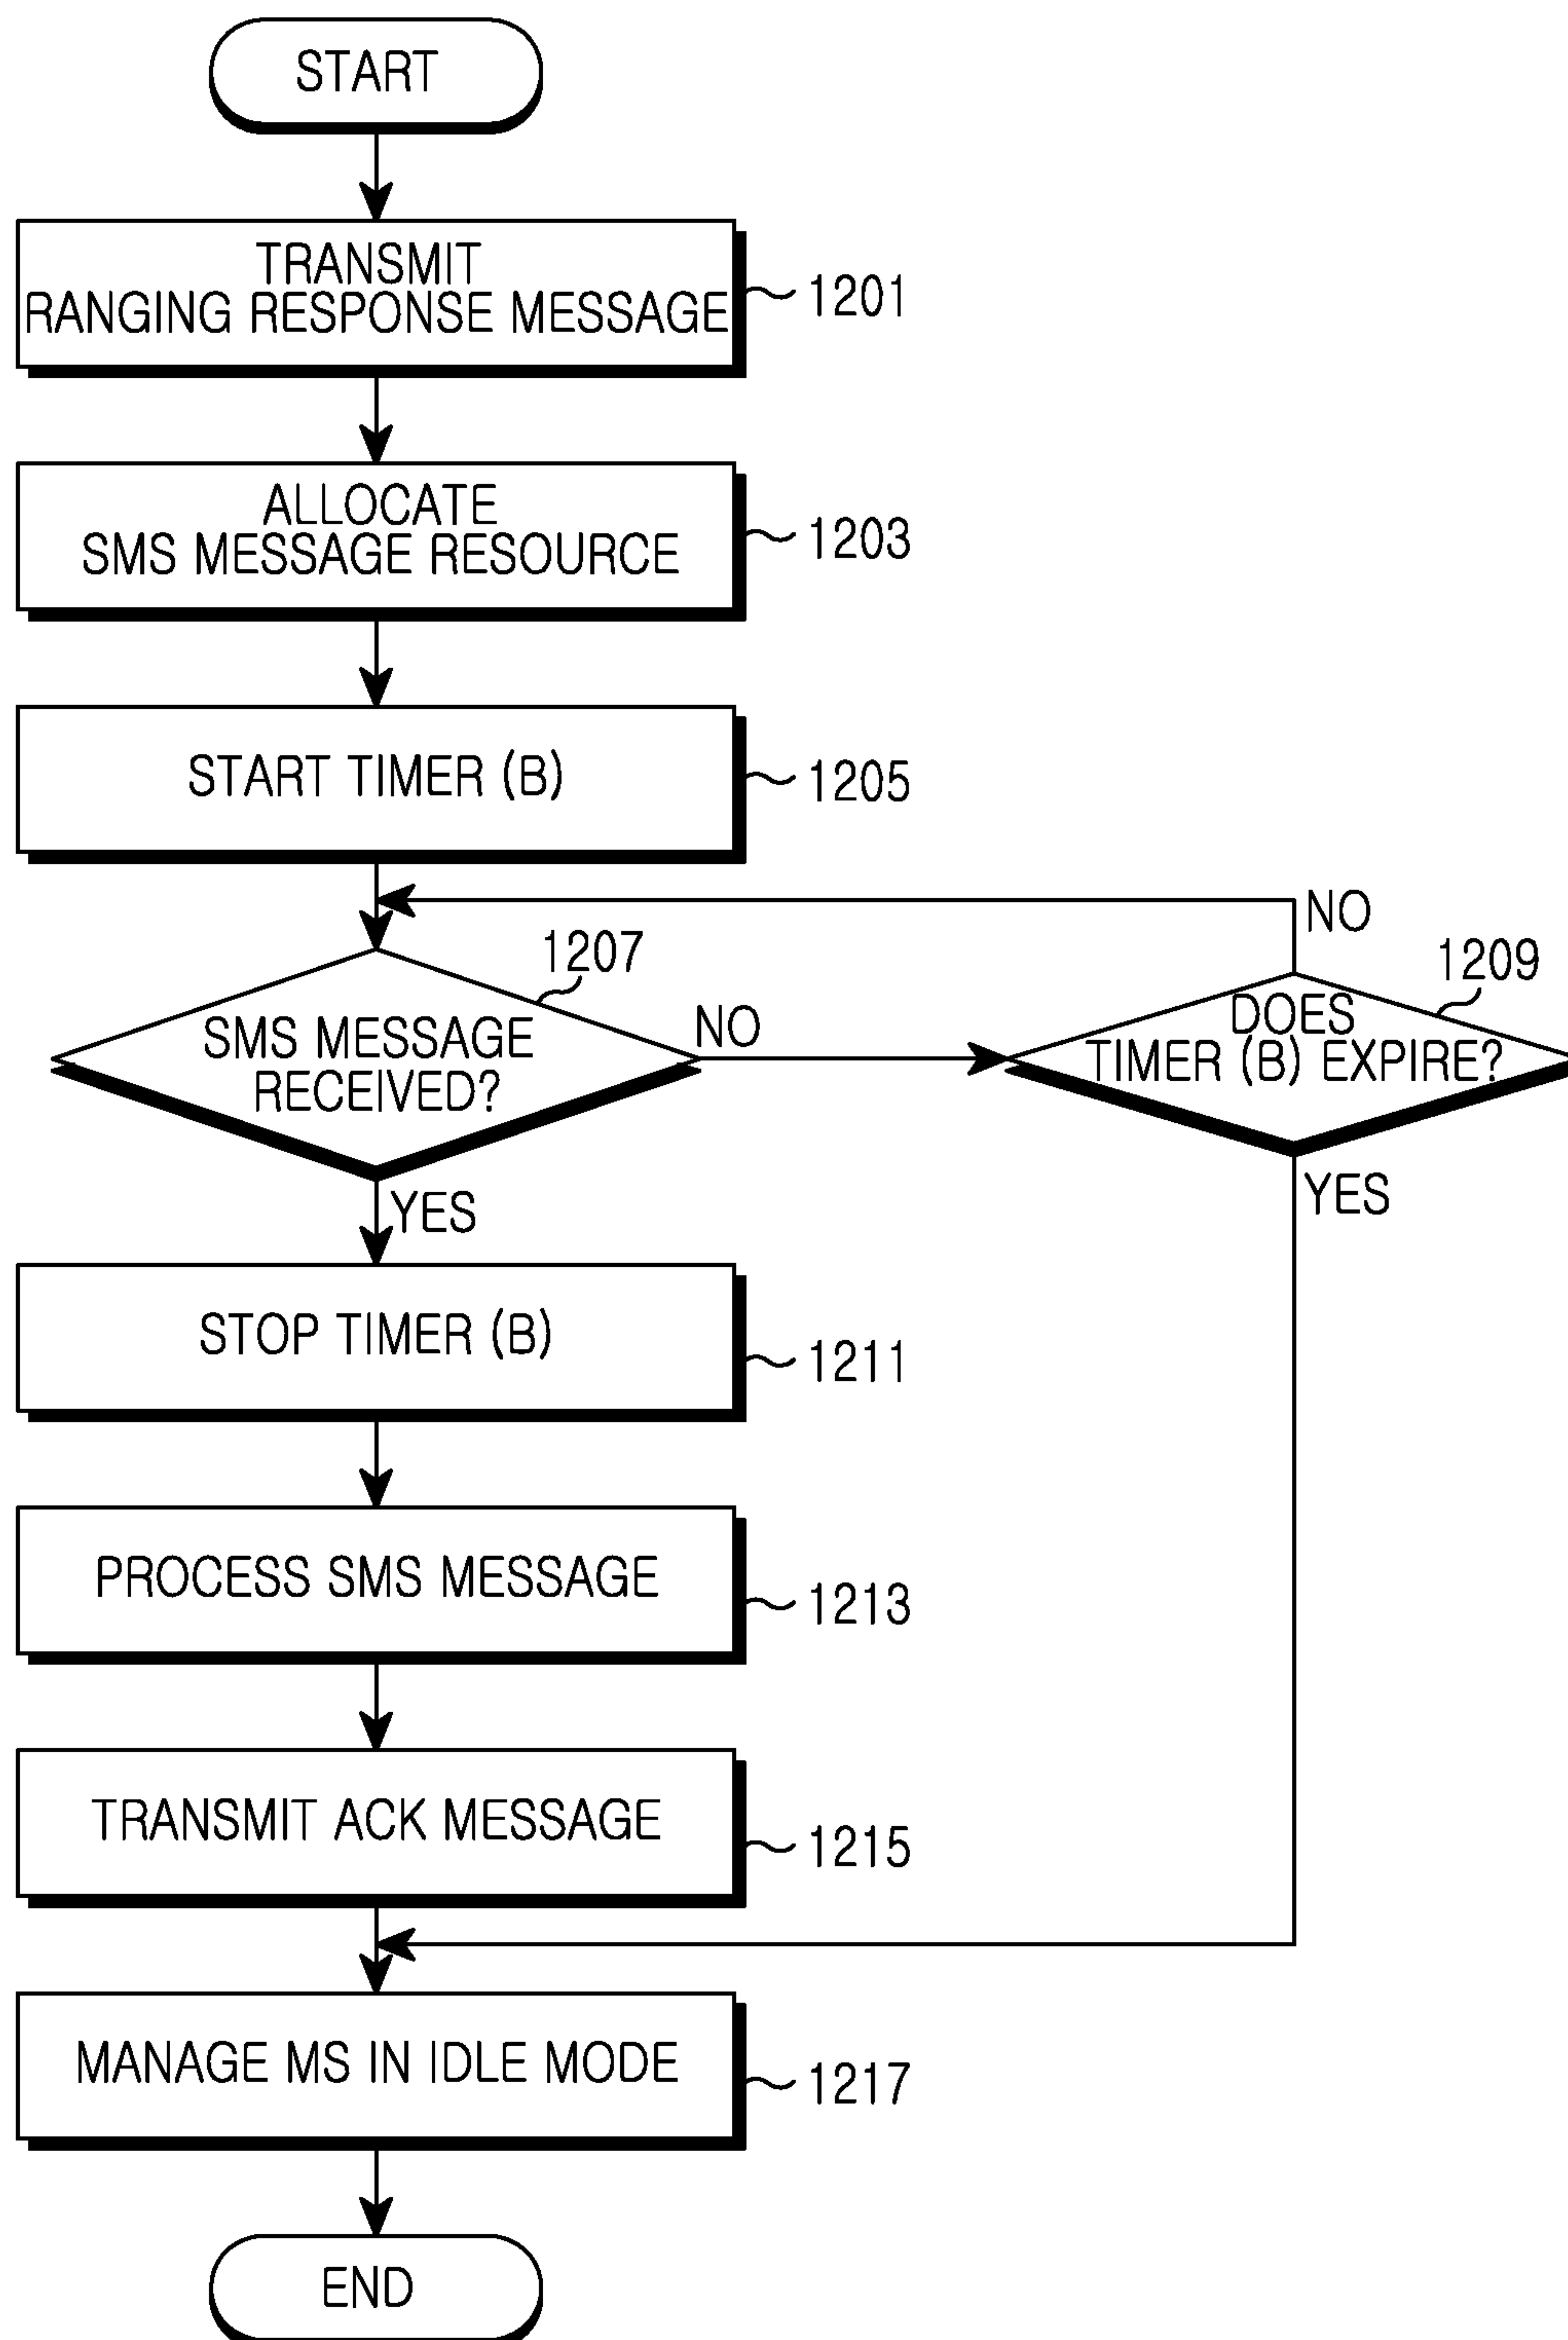 START
TRANSMIT
RANGING RESPONSE MESSAGE
1201
ALLOCATE
SMS MESSAGE RESOURCE
1203
START TIMER (B)
1205
NO
1207
1209
SMS MESSAGE
RECEIVED?
NO
DOES
TIMER (B) EXPIRE?
YES
YES
STOP TIMER (B)
1211
PROCESS SMS MESSAGE
1213
TRANSMIT ACK MESSAGE
1215
MANAGE MS IN IDLE MODE
1217
END